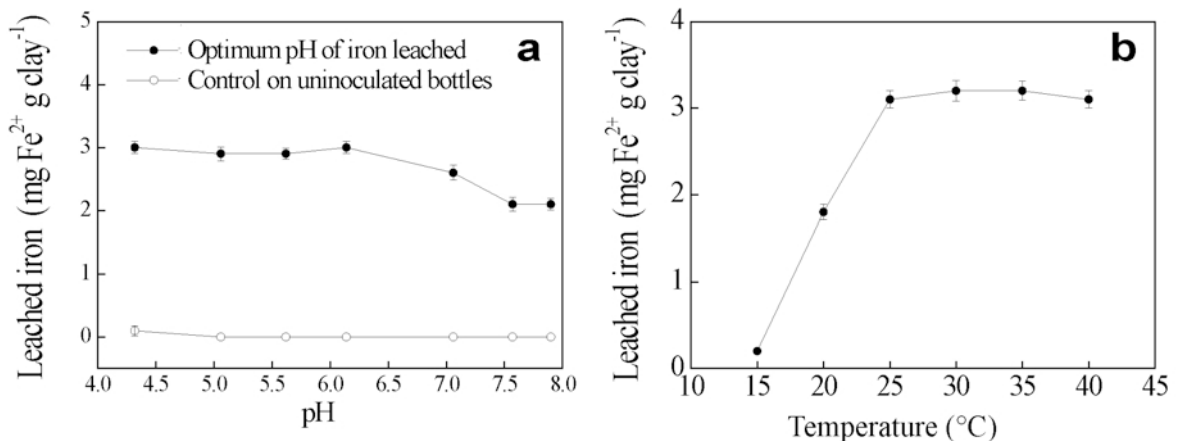 a
Optimum pH of iron leached
Control on uninoculated bottles
Leached iron (mg Fe²⁺ g clay⁻¹)
5
4
3
2
1
0
4.0 4.5 5.0 5.5 6.0 6.5 7.0 7.5 8.0
pH
b
Leached iron (mg Fe²⁺ g clay⁻¹)
4
3
2
1
0
10 15 20 25 30 35 40 45
Temperature (°C)